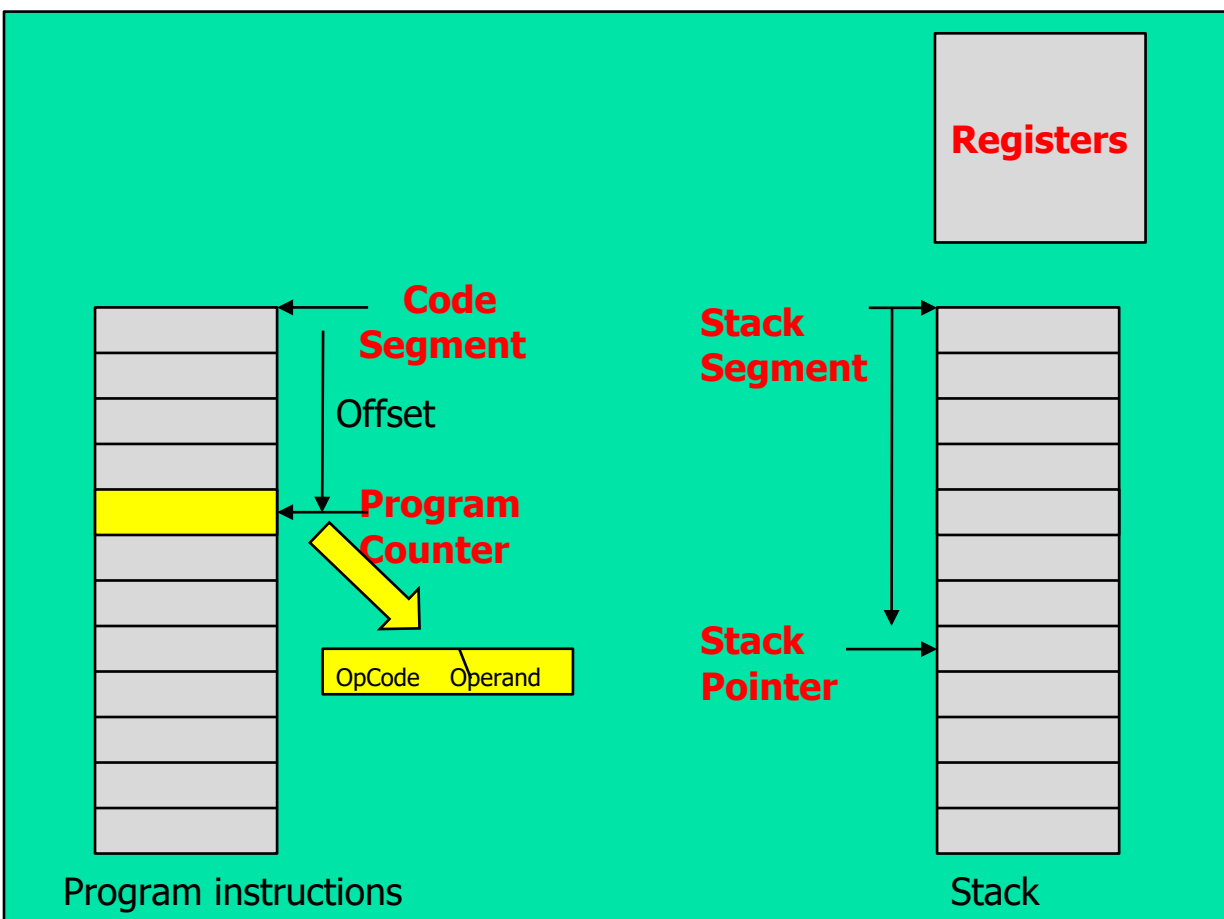 Registers
Code
Segment
Stack
Segment
Offset
Program
Counter
Stack
Pointer
OpCode Operand
Program instructions
Stack